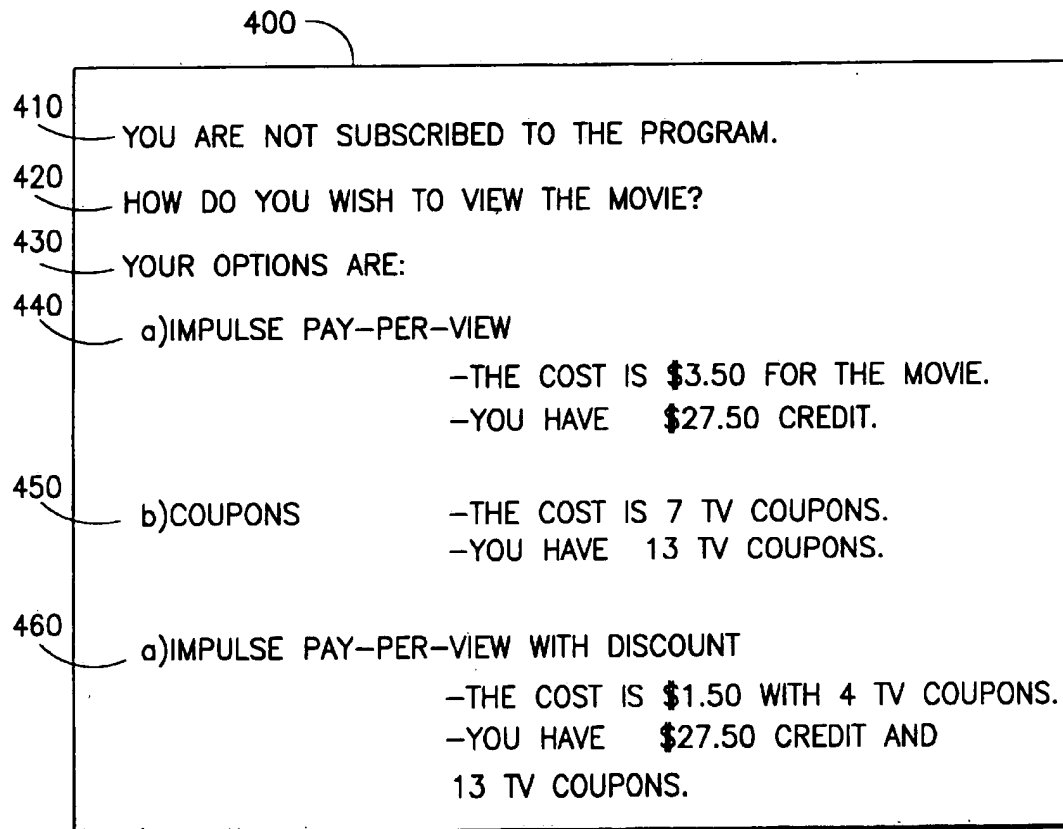 400
410
YOU ARE NOT SUBSCRIBED TO THE PROGRAM.
420
HOW DO YOU WISH TO VIEW THE MOVIE?
430
YOUR OPTIONS ARE:
440
a)IMPULSE PAY-PER-VIEW
-THE COST IS $3.50 FOR THE MOVIE.
-YOU HAVE $27.50 CREDIT.
450
b)COUPONS -THE COST IS 7 TV COUPONS.
-YOU HAVE 13 TV COUPONS.
460
a)IMPULSE PAY-PER-VIEW WITH DISCOUNT
-THE COST IS $1.50 WITH 4 TV COUPONS.
-YOU HAVE $27.50 CREDIT AND
13 TV COUPONS.